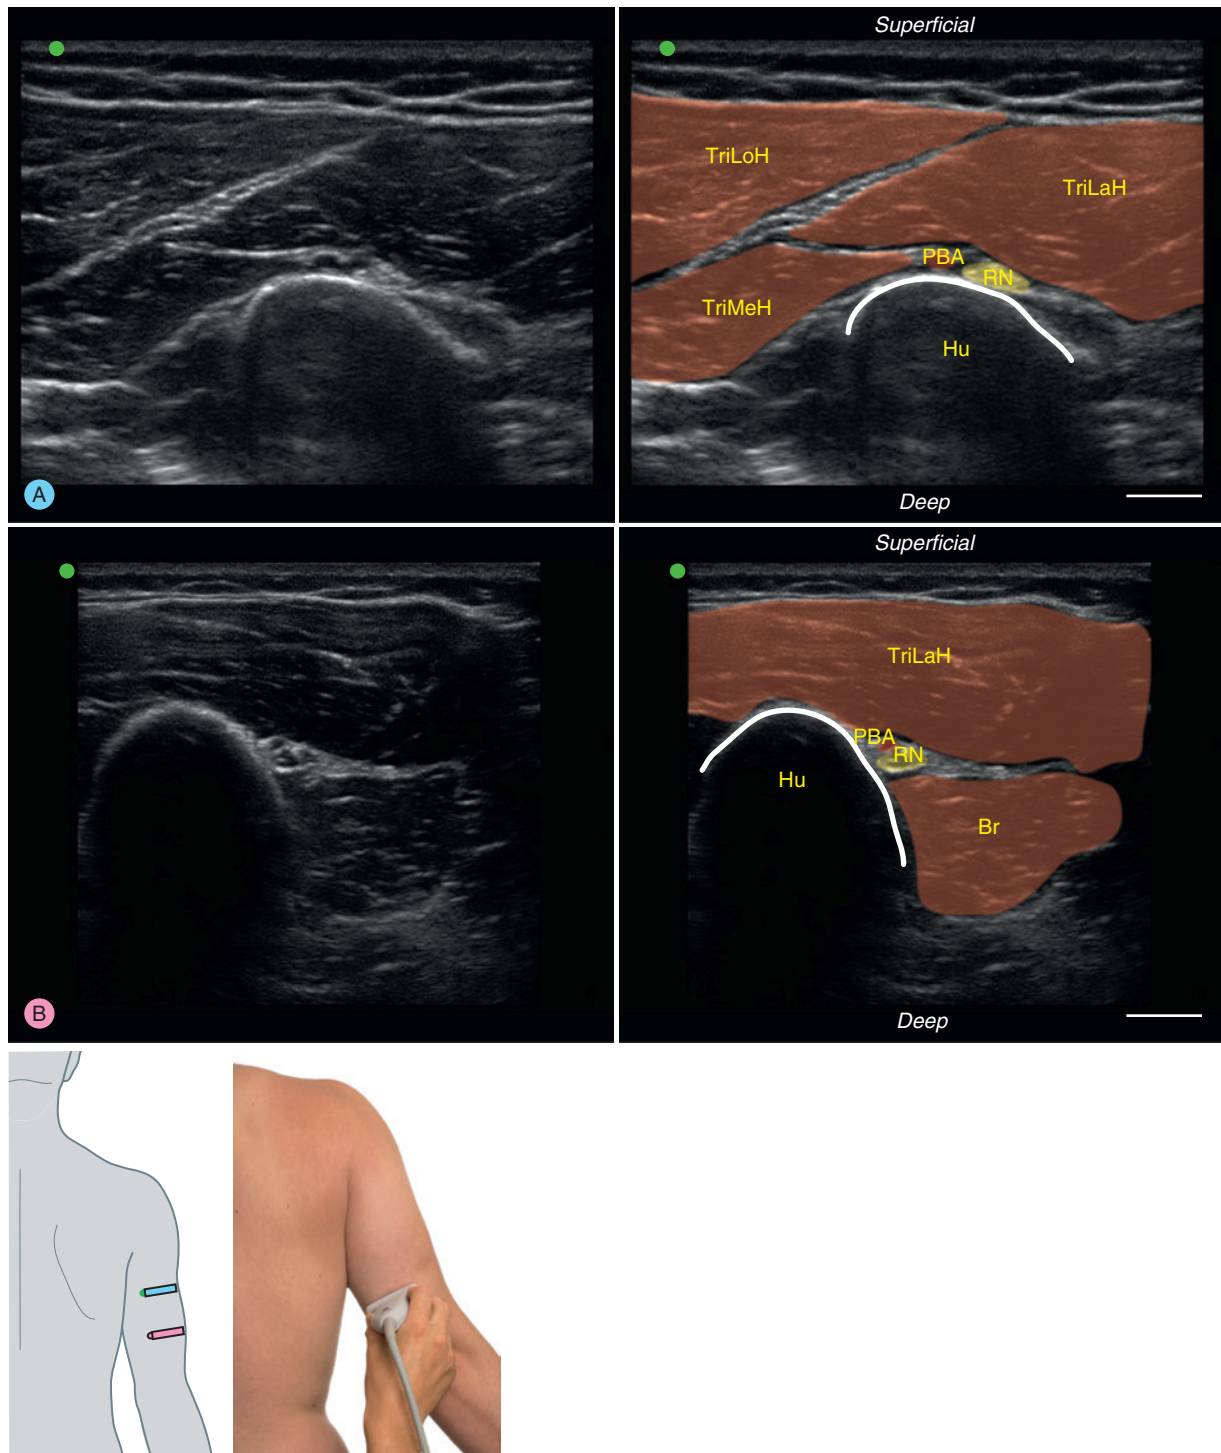 Superficial
TriLoH
TriLaH
PBA
RN
TriMeH
Hu
A
Deep
Superficial
TriLaH
PBA
RN
Hu
Br
B
Deep